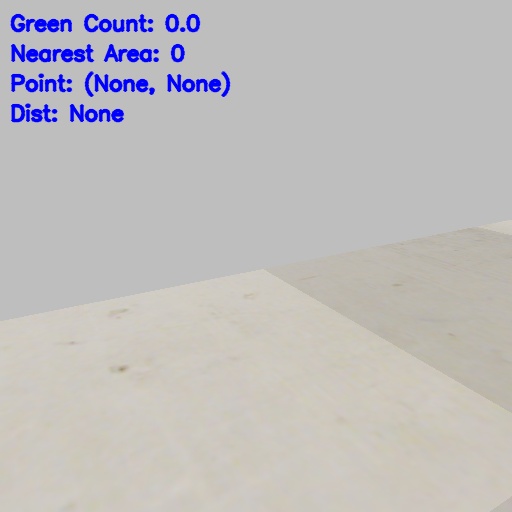 Green Count: 0.0
Nearest Area: 0
Point: (None, None)
Dist: None